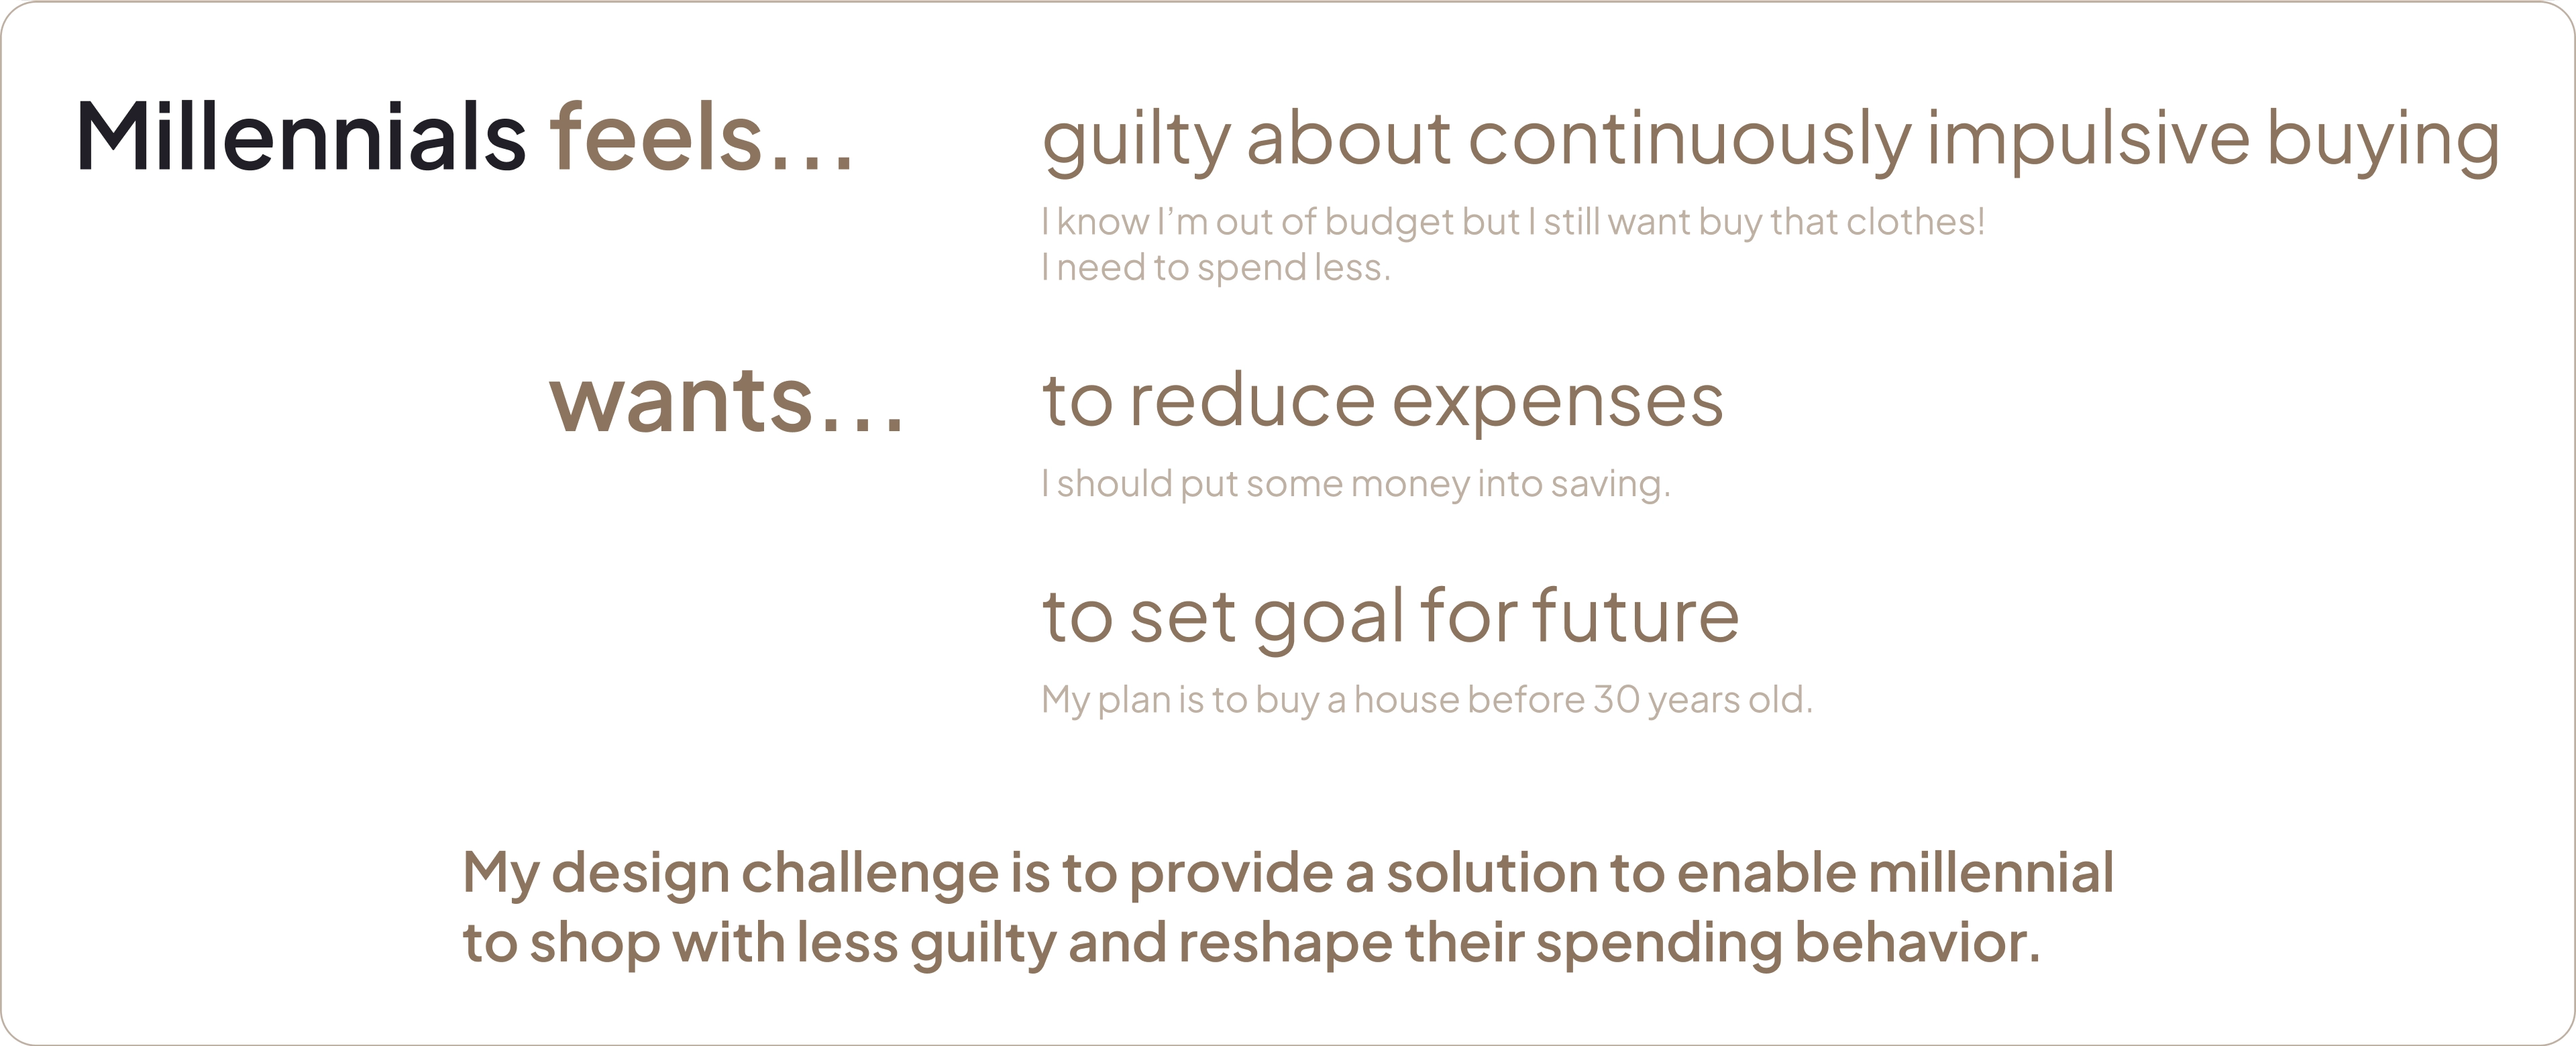 Millennials feels... guilty about continuously impulsive buying
I know I’m out of budget but I still want buy that clothes!
I need to spend less.
wants... to reduce expenses
I should put some money into saving.
to set goal for future
My plan is to buy a house before 30 years old.
My design challenge is to provide a solution to enable millennial
to shop with less guilty and reshape their spending behavior.